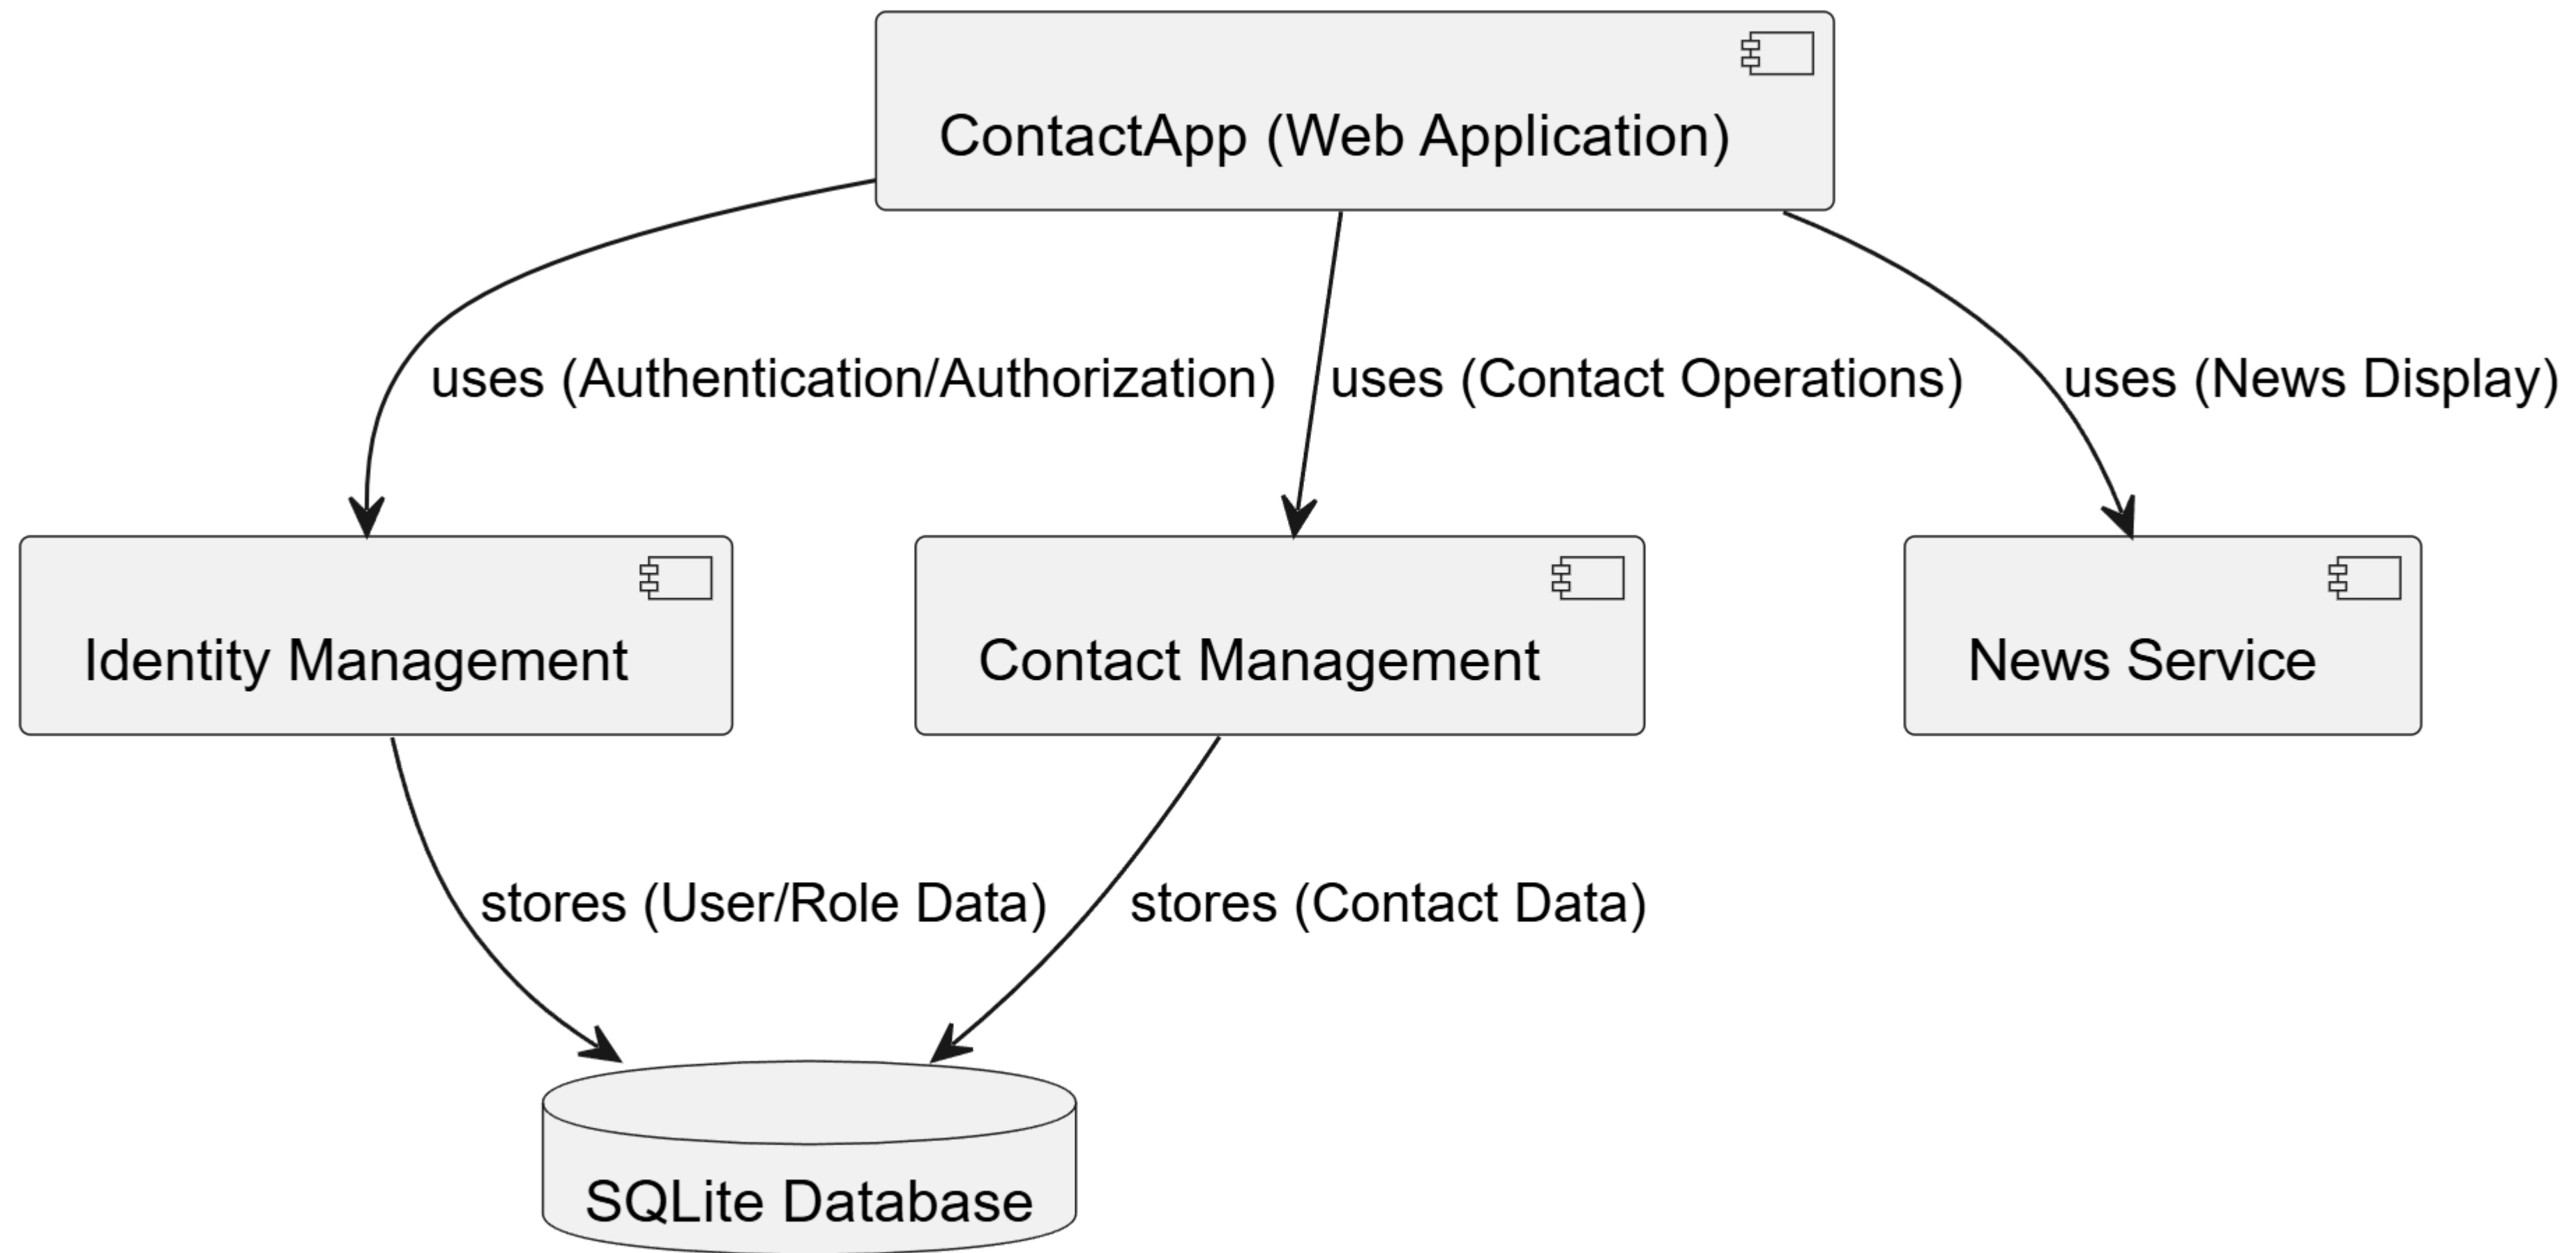 ContactApp (Web Application)
uses (Authentication/Authorization)
uses (Contact Operations)
uses (News Display)
Identity Management
Contact Management
News Service
stores (User/Role Data)
stores (Contact Data)
SQLite Database